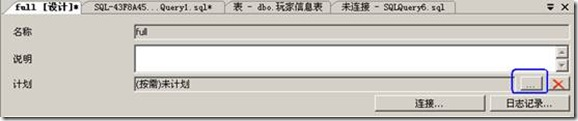 full [设计]* SQL-43F8A45...Query1.sql* 表 - dbo.玩家信息表 未连接 - SQLQuery6.sql
名称 full
说明
计划 (按需)未计划 ...
连接... 日志记录...